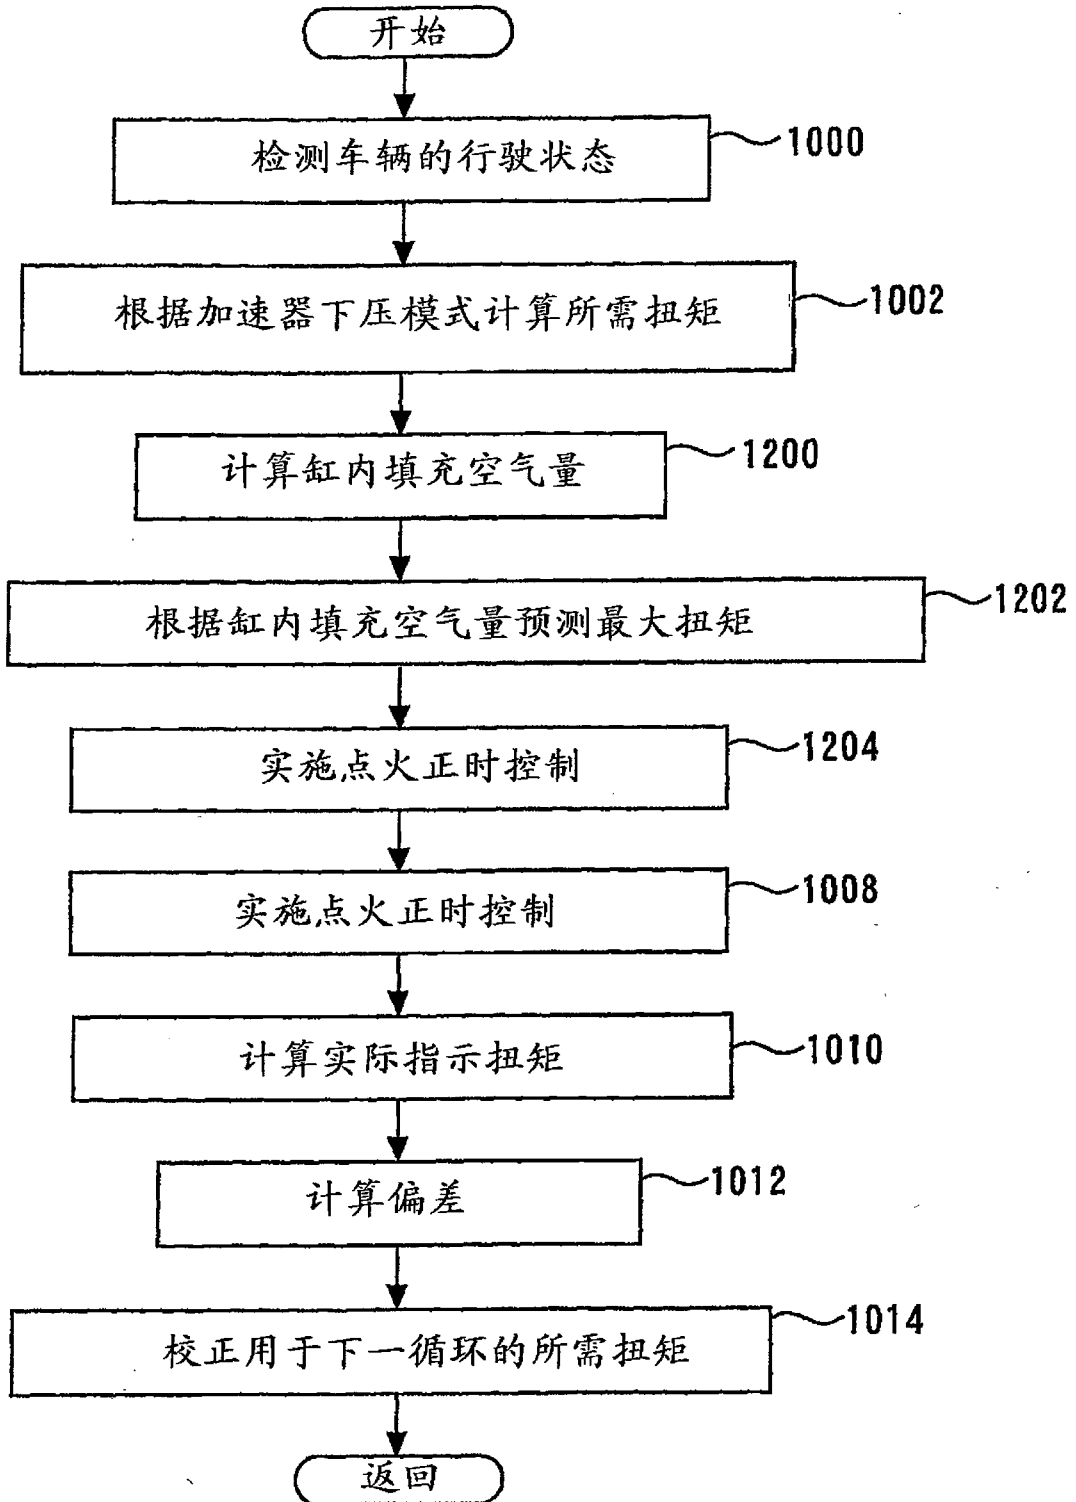 开始
检测车辆的行驶状态
1000
根据加速器下压模式计算所需扭矩
1002
计算缸内填充空气量
1200
根据缸内填充空气量预测最大扭矩
1202
实施点火正时控制
1204
实施点火正时控制
1008
计算实际指示扭矩
1010
计算偏差
1012
校正用于下一循环的所需扭矩
1014
返回